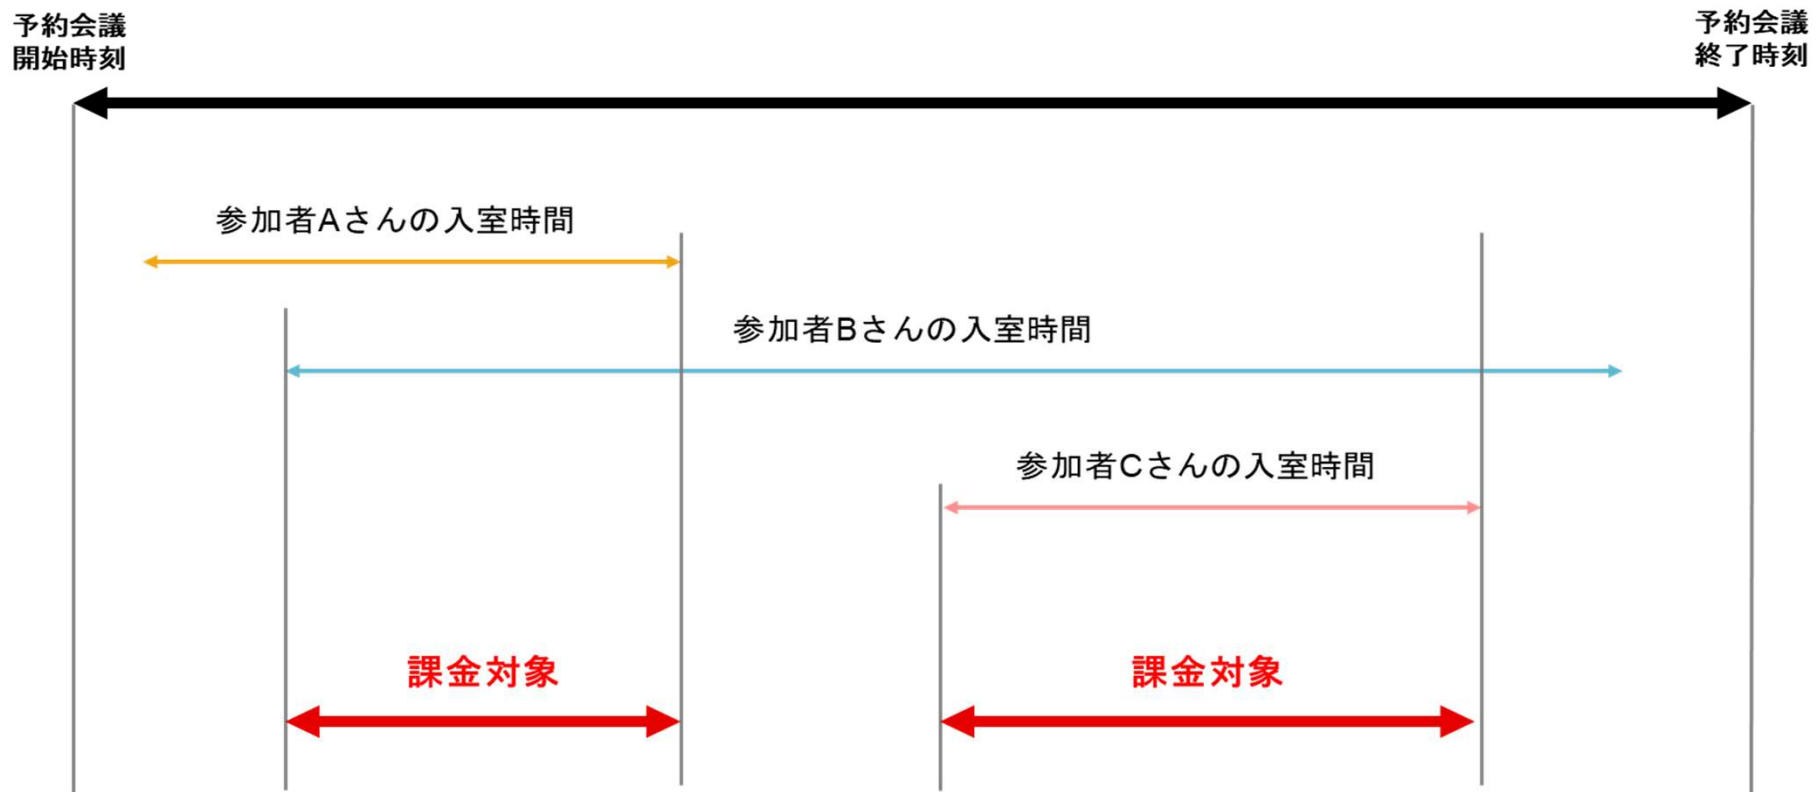 予約会議
開始時刻
予約会議
終了時刻
参加者Aさんの入室時間
参加者Bさんの入室時間
参加者Cさんの入室時間
課金対象
課金対象